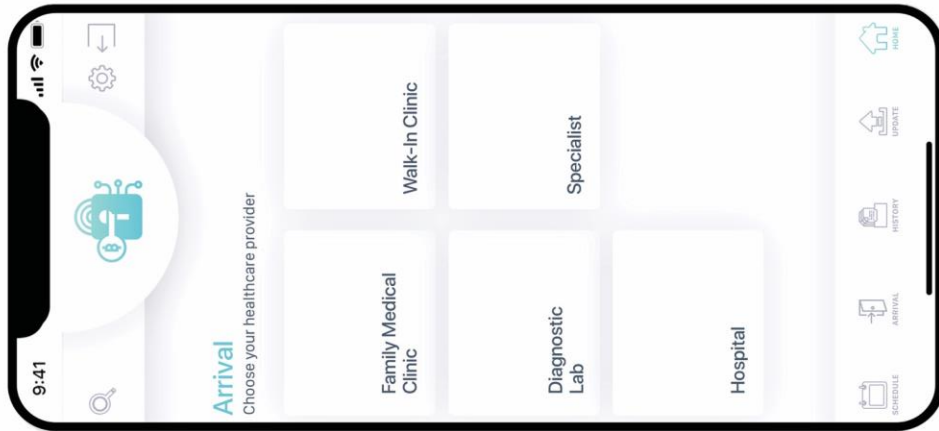 9:41
Arrival
Choose your healthcare provider
Family Medical
Clinic
Walk-In Clinic
Diagnostic
Lab
Specialist
Hospital
SCHEDULE
ARRIVAL
HISTORY
UPDATE
HOME